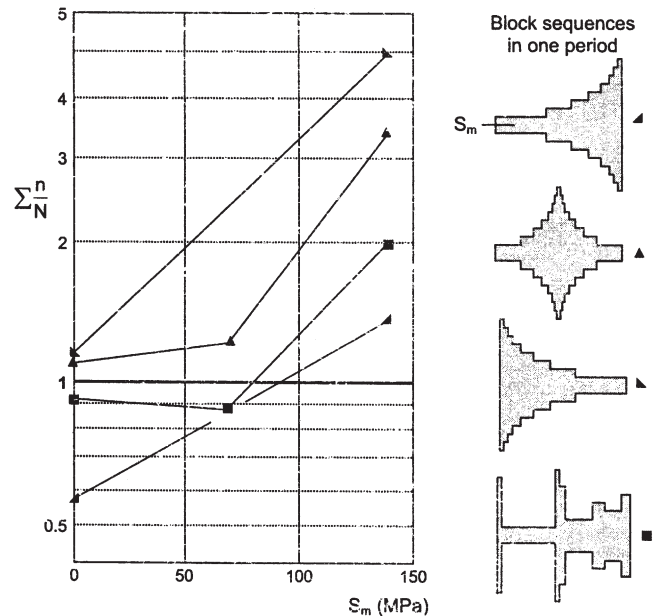 5
4
3
2
1
0.5
∑ n/N
0
50
100
150
S_m (MPa)
Block sequences
in one period
S_m